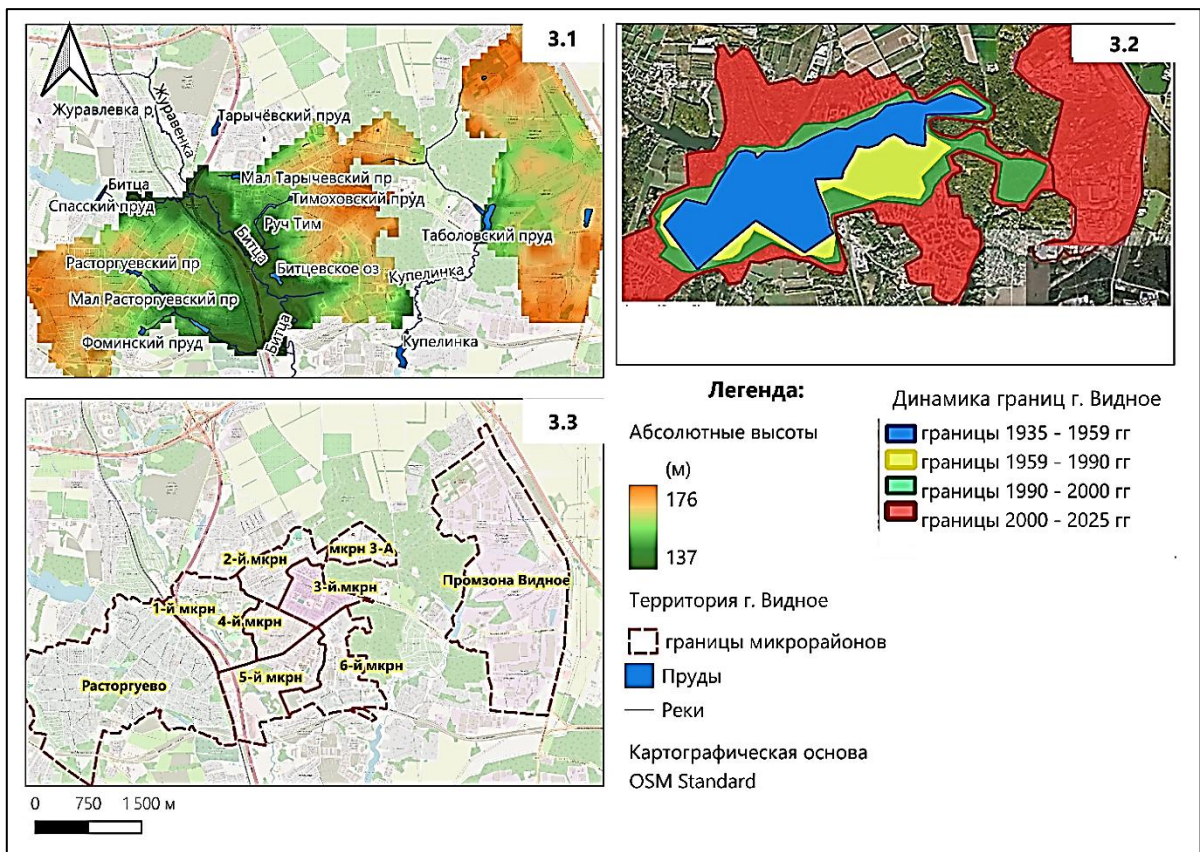 3.1
Журавлевка р.
Журавенка
Тарычёвский пруд
Битца
Мал Тарычевский пр
Спасский пруд
Тимоховский пруд
Руч Тим
Битца
Таболовский пруд
Расторгуевский пр
Битцевское оз
Купелинка
Мал Расторгуевский пр
Битца
Фоминский пруд
Купелинка
3.2
3.3
2-й мкрн
мкрн 3-А
3-й мкрн
Промзона Видное
1-й мкрн
4-й мкрн
5-й мкрн
6-й мкрн
Расторгуево
0 750 1 500 м
Легенда:
Абсолютные высоты
(м)
176
137
Территория г. Видное
границы микрорайонов
Пруды
Реки
Картографическая основа
OSM Standard
Динамика границ г. Видное
границы 1935 - 1959 гг
границы 1959 - 1990 гг
границы 1990 - 2000 гг
границы 2000 - 2025 гг